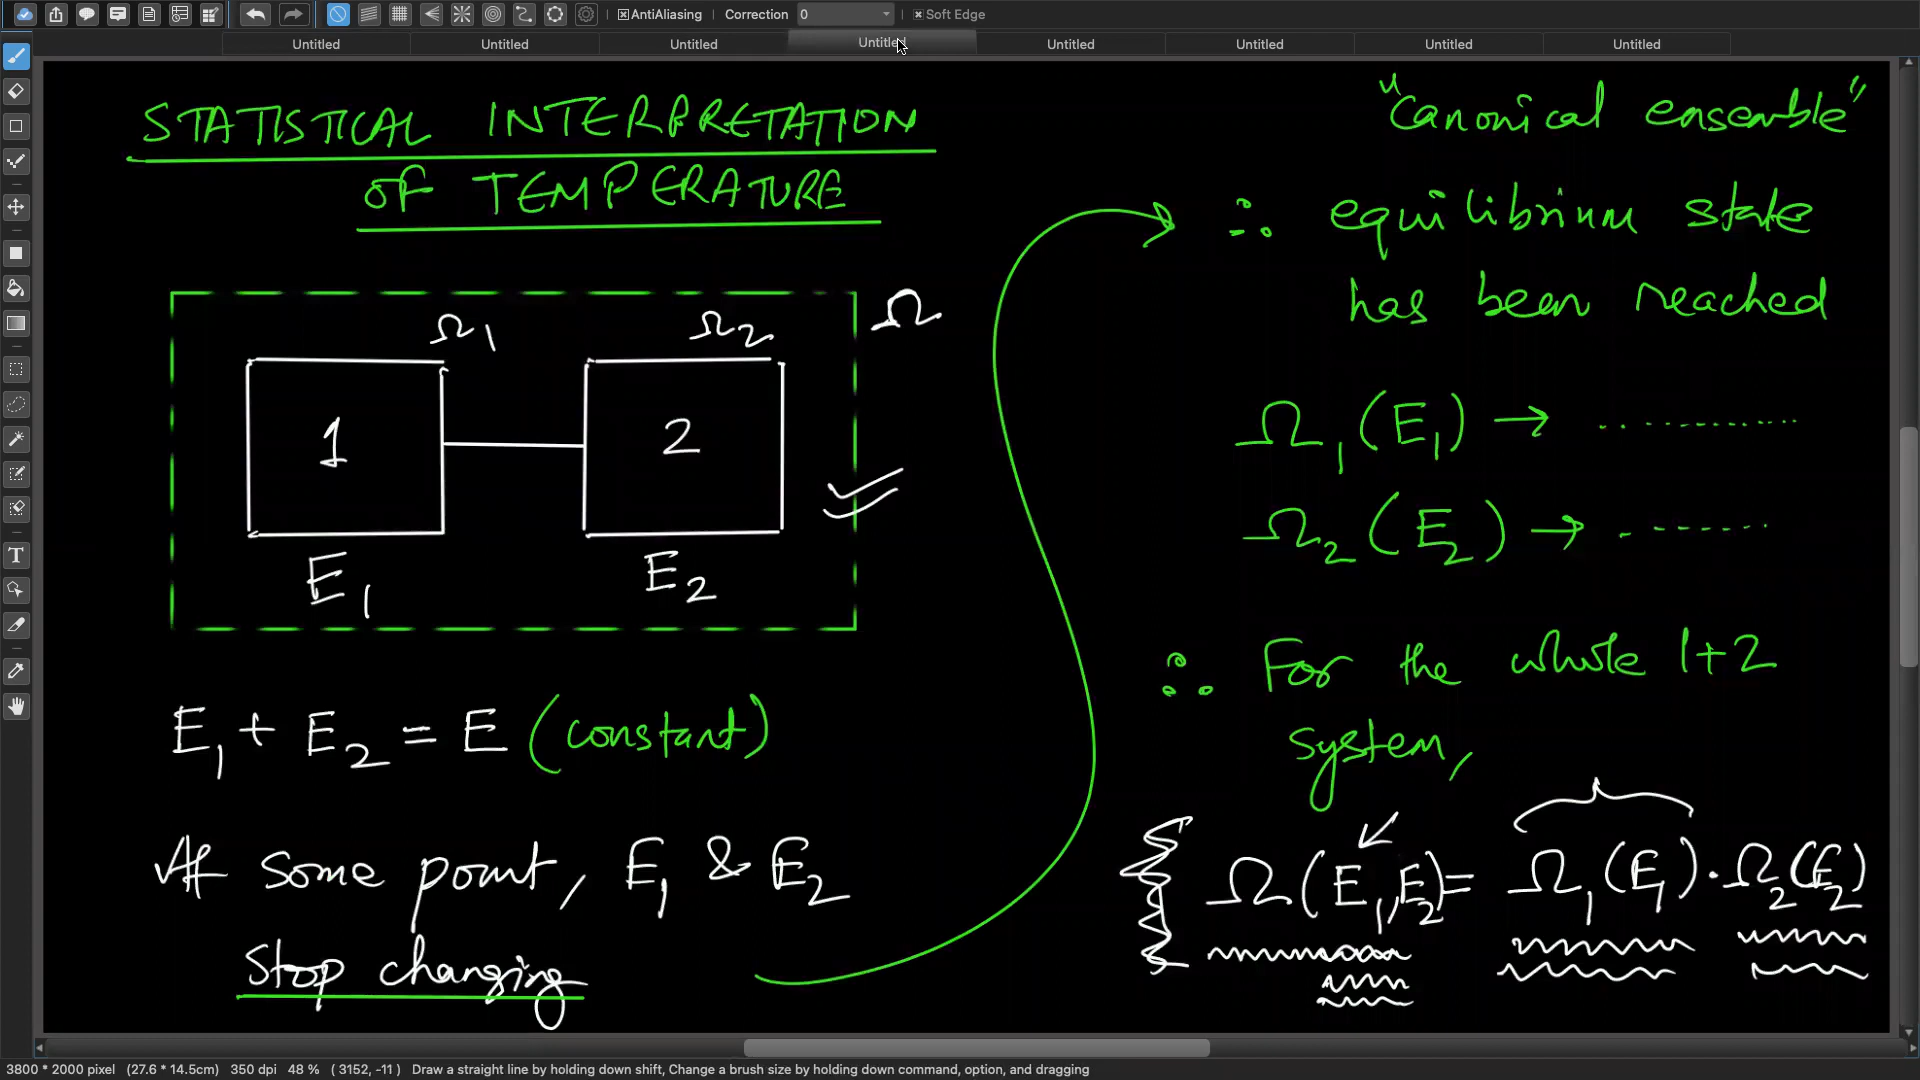 AntiAliasing
Correction 0
Soft Edge
Untitled Untitled Untitled Untitled Untitled Untitled Untitled Untitled
STATISTICAL INTERPRETATION
OF TEMPERATURE
Ω
Ω1 Ω2
1 2
E1 E2
E1 + E2 = E (constant)
At some point, E1 & E2
stop changing
"canonical ensemble"
∴ equilibrium state
has been reached
Ω1(E1) → ............
Ω2(E2) → .......
∴ For the whole 1+2
system,
Ω(E1,E2) = Ω1(E1)·Ω2(E2)
T
3800 * 2000 pixel (27.6 * 14.5cm) 350 dpi 48 % ( 3152, -11 ) Draw a straight line by holding down shift, Change a brush size by holding down command, option, and dragging